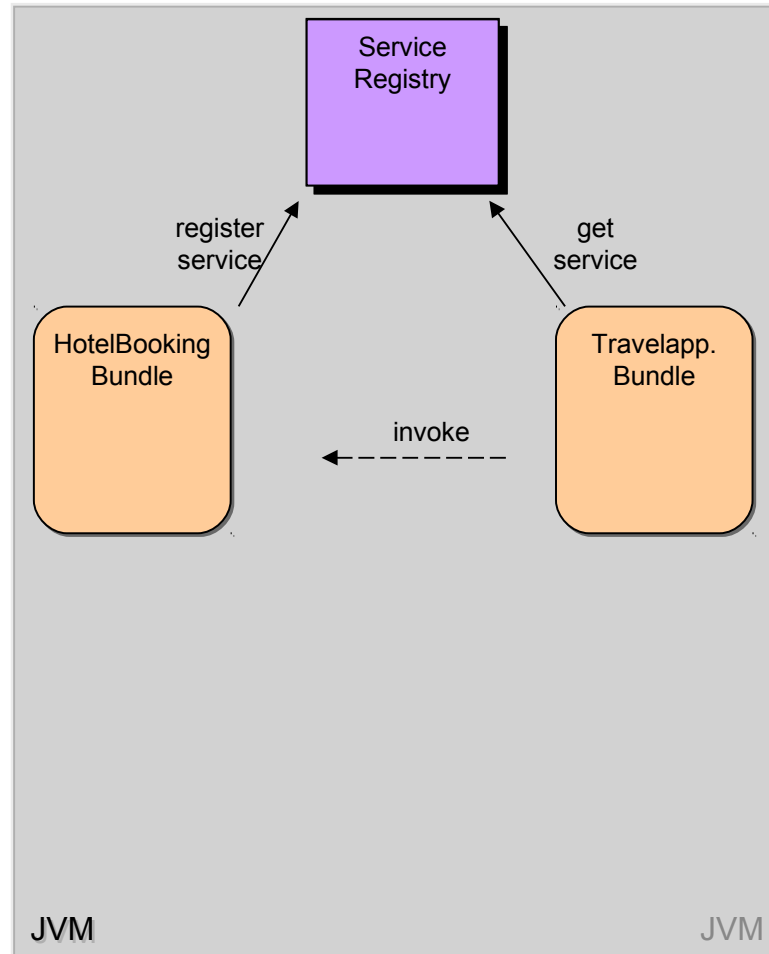 Service
Registry
register
service
get
service
HotelBooking
Bundle
Travelapp.
Bundle
invoke
JVM
JVM